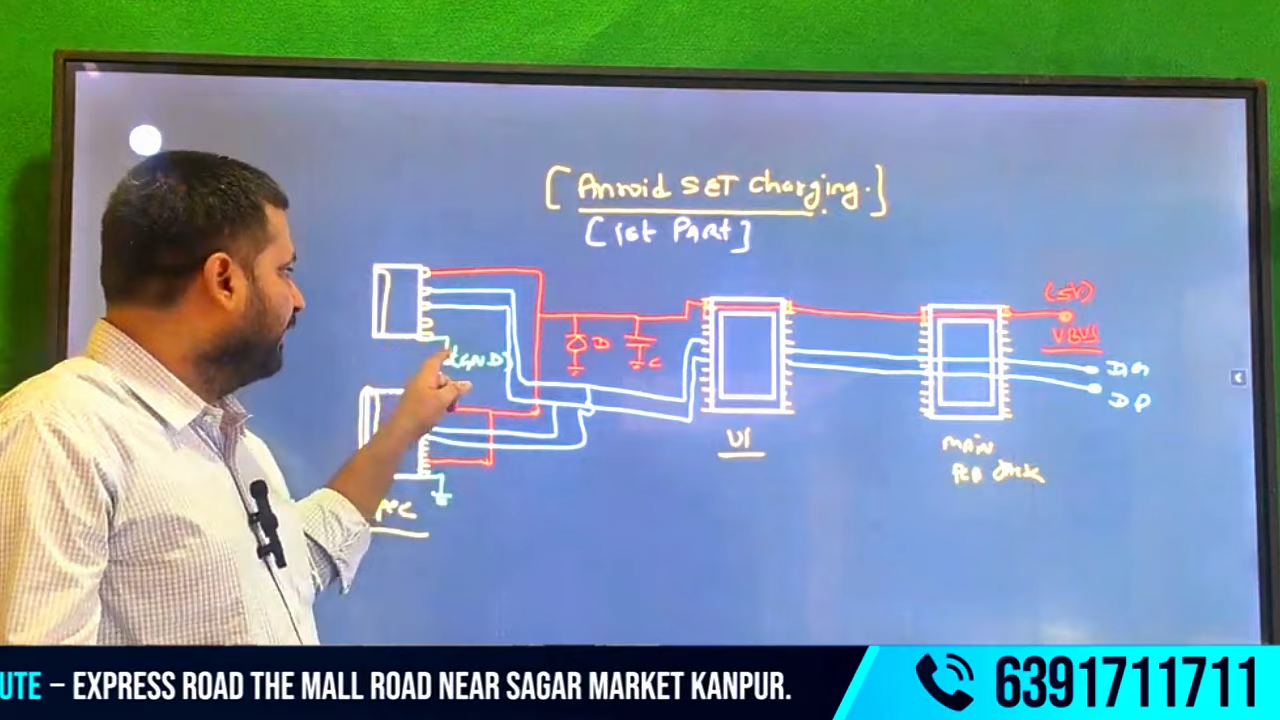 [Anroid SET charging.]
[1st PART]
(5V)
VBUS
D
C
(GND)
DM
DP
U1
MAIN
PCB
UTE – EXPRESS ROAD THE MALL ROAD NEAR SAGAR MARKET KANPUR.
6391711711